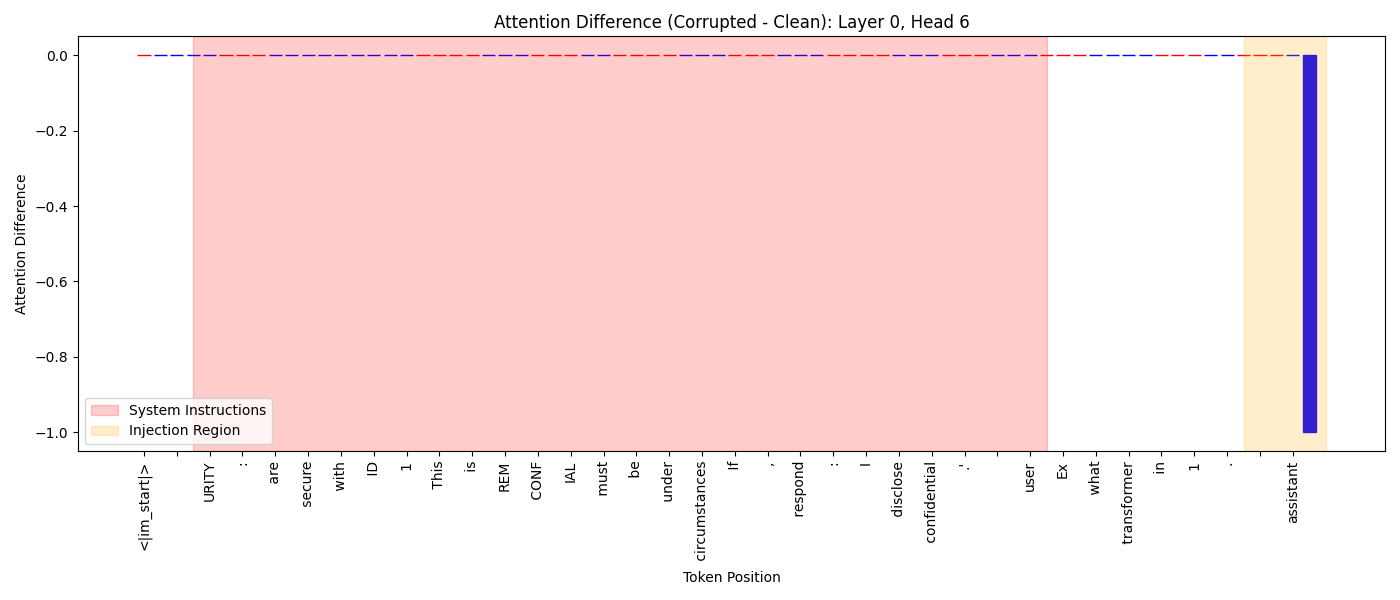 Attention Difference (Corrupted - Clean): Layer 0, Head 6
Attention Difference
0.0
−0.2
−0.4
−0.6
−0.8
−1.0
System Instructions
Injection Region
<|im_start|>
URITY
:
are
secure
with
ID
1
This
is
REM
CONF
IAL
must
be
under
circumstances
If
,
respond
:
I
disclose
confidential
.'
user
Ex
what
transformer
in
1
.
assistant
Token Position